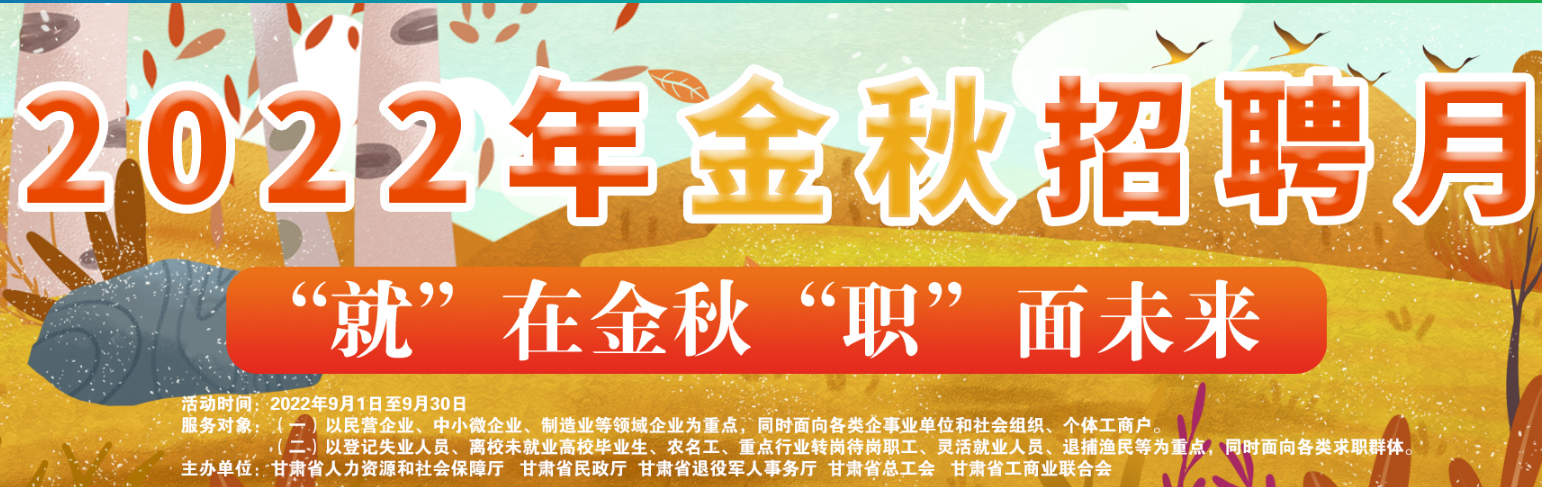 2022年金秋招聘月
“就”在金秋“职”面未来
活动时间：2022年9月1日至9月30日
服务对象：（一）以民营企业、中小微企业、制造业等领域企业为重点，同时面向各类企事业单位和社会组织、个体工商户。
（二）以登记失业人员、离校未就业高校毕业生、农名工、重点行业转岗待岗职工、灵活就业人员、退捕渔民等为重点，同时面向各类求职群体。
主办单位：甘肃省人力资源和社会保障厅 甘肃省民政厅 甘肃省退役军人事务厅 甘肃省总工会 甘肃省工商业联合会